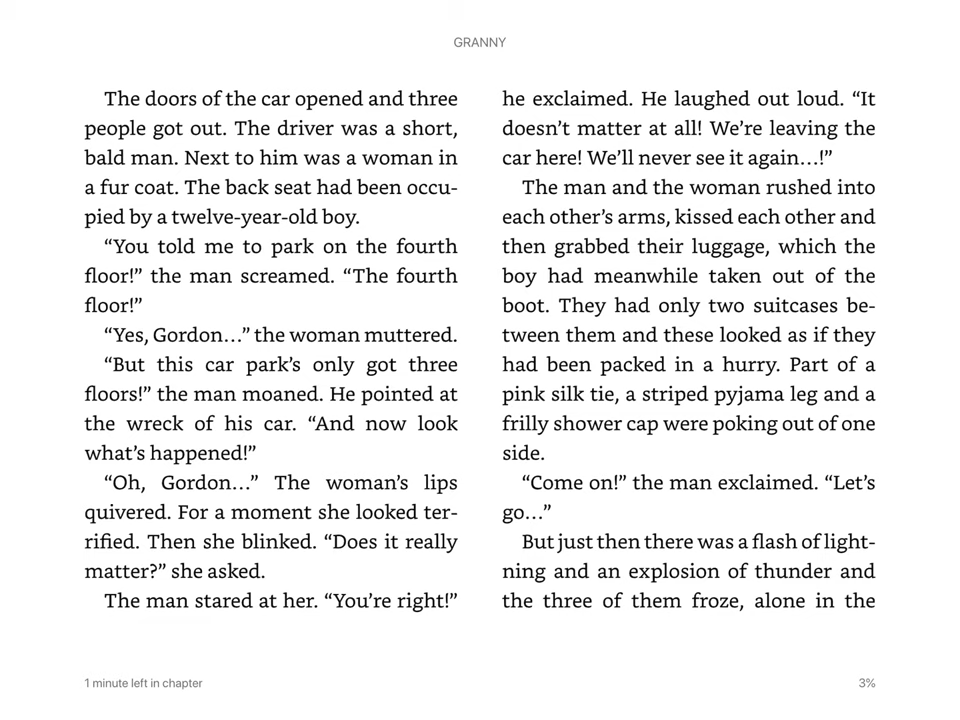 GRANNY
The doors of the car opened and three
people got out. The driver was a short,
bald man. Next to him was a woman in
a fur coat. The back seat had been occu-
pied by a twelve-year-old boy.
“You told me to park on the fourth
floor!” the man screamed. “The fourth
floor!”
“Yes, Gordon…” the woman muttered.
“But this car park’s only got three
floors!” the man moaned. He pointed at
the wreck of his car. “And now look
what’s happened!”
“Oh, Gordon…” The woman’s lips
quivered. For a moment she looked ter-
rified. Then she blinked. “Does it really
matter?” she asked.
The man stared at her. “You’re right!”
he exclaimed. He laughed out loud. “It
doesn’t matter at all! We’re leaving the
car here! We’ll never see it again…!”
The man and the woman rushed into
each other’s arms, kissed each other and
then grabbed their luggage, which the
boy had meanwhile taken out of the
boot. They had only two suitcases be-
tween them and these looked as if they
had been packed in a hurry. Part of a
pink silk tie, a striped pyjama leg and a
frilly shower cap were poking out of one
side.
“Come on!” the man exclaimed. “Let’s
go…”
But just then there was a flash of light-
ning and an explosion of thunder and
the three of them froze, alone in the
1 minute left in chapter
3%